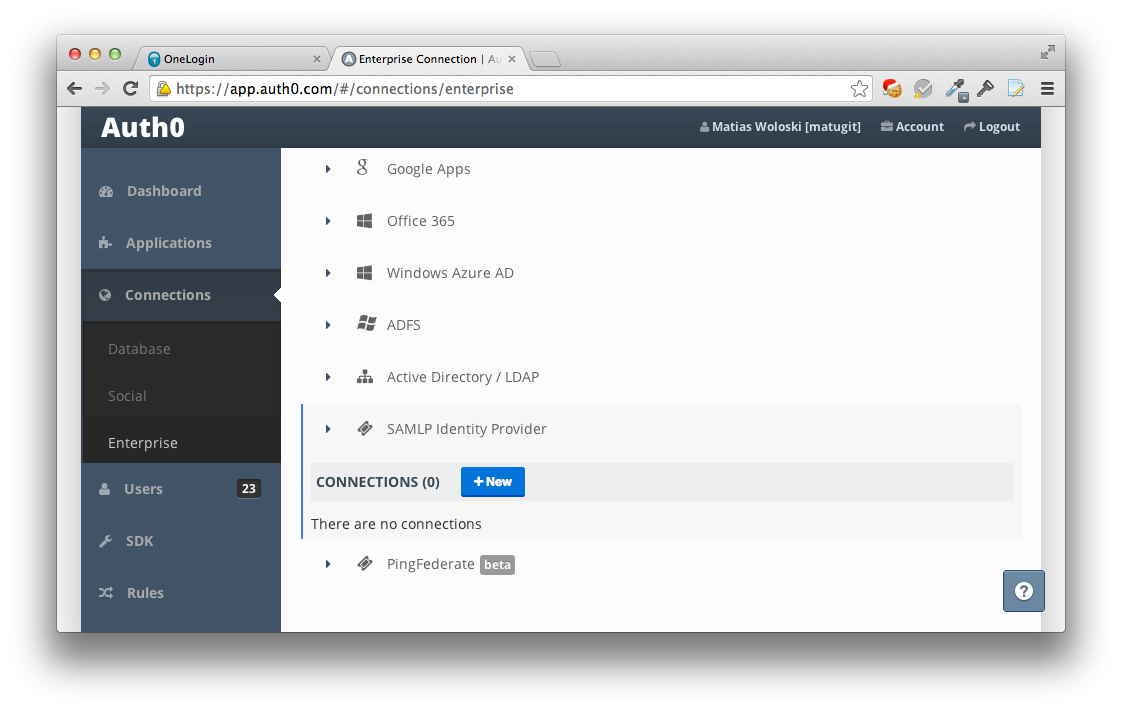 OneLogin
Enterprise Connection | Au
https://app.auth0.com/#/connections/enterprise
Auth0
Matias Woloski [matugit]
Account
Logout
Dashboard
Applications
Connections
Database
Social
Enterprise
Users
23
SDK
Rules
Google Apps
Office 365
Windows Azure AD
ADFS
Active Directory / LDAP
SAMLP Identity Provider
CONNECTIONS (0)
+ New
There are no connections
PingFederate beta